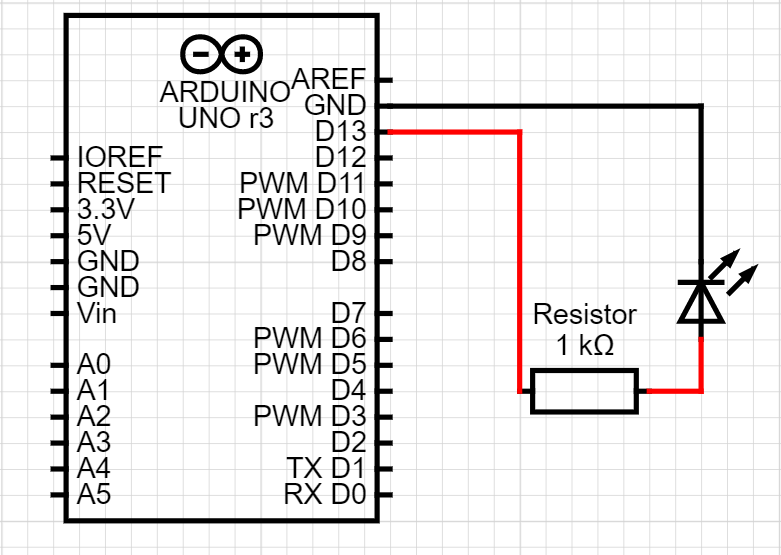 − +
ARDUINO
UNO r3
AREF
GND
D13
D12
PWM D11
PWM D10
PWM D9
D8
D7
PWM D6
PWM D5
D4
PWM D3
D2
TX D1
RX D0
IOREF
RESET
3.3V
5V
GND
GND
Vin
A0
A1
A2
A3
A4
A5
Resistor
1 kΩ